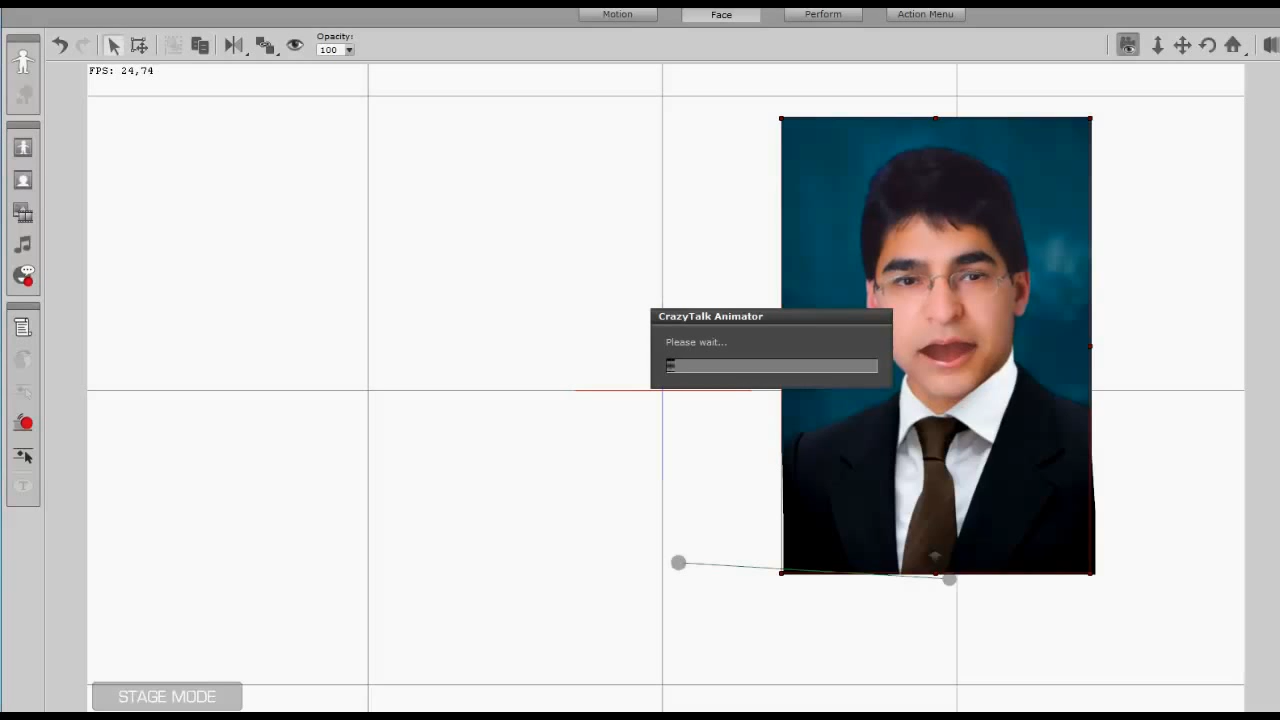 Motion
Face
Perform
Action Menu
Opacity:
100
FPS: 24,74
CrazyTalk Animator
Please wait...
STAGE MODE